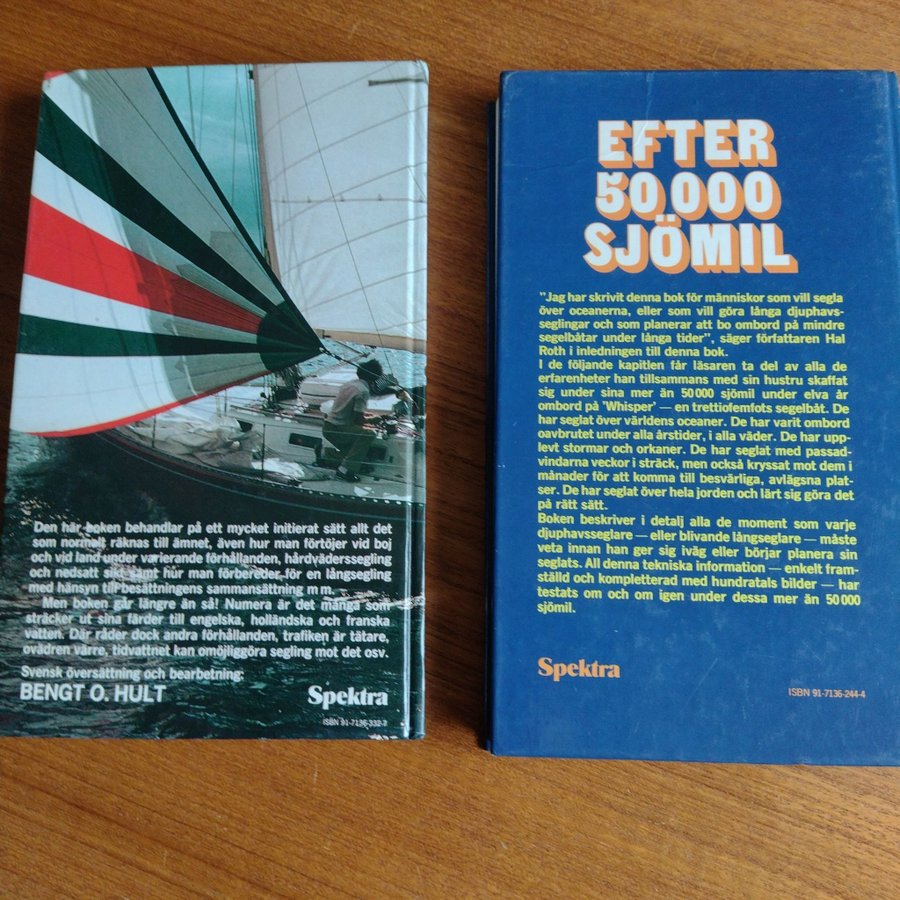 Den här boken behandlar på ett mycket initierat sätt allt det
som normalt räknas till ämnet, även hur man förtöjer vid boj
och vid land under varierande förhållanden, hårdväderssegling
och nedsatt sikt samt hur man förbereder för en långsegling
med hänsyn till besättningens sammansättning m m.
Men boken går längre än så! Numera är det många som
sträcker ut sina färder till engelska, holländska och franska
vatten. Där råder dock andra förhållanden, trafiken är tätare,
ovädren värre, tidvattnet kan omöjliggöra segling mot det osv.
Svensk översättning och bearbetning:
BENGT O. HULT
Spektra
ISBN 91-7136-332-7
EFTER
50 000
SJÖMIL
"Jag har skrivit denna bok för människor som vill segla
över oceanerna, eller som vill göra långa djuphavs-
seglingar och som planerar att bo ombord på mindre
segelbåtar under långa tider", säger författaren Hal
Roth i inledningen till denna bok.
I de följande kapitlen får läsaren ta del av alla de
erfarenheter han tillsammans med sin hustru skaffat
sig under sina mer än 50 000 sjömil under elva år
ombord på 'Whisper' — en trettiofemfots segelbåt. De
har seglat över världens oceaner. De har varit ombord
oavbrutet under alla årstider, i alla väder. De har upp-
levt stormar och orkaner. De har seglat med passad-
vindarna veckor i sträck, men också kryssat mot dem i
månader för att komma till besvärliga, avlägsna plat-
ser. De har seglat över hela jorden och lärt sig göra det
på rätt sätt.
Boken beskriver i detalj alla de moment som varje
djuphavsseglare — eller blivande långseglare — måste
veta innan han ger sig iväg eller börjar planera sin
seglats. All denna tekniska information — enkelt fram-
ställd och kompletterad med hundratals bilder — har
testats om och om igen under dessa mer än 50 000
sjömil.
Spektra
ISBN 91-7136-244-4